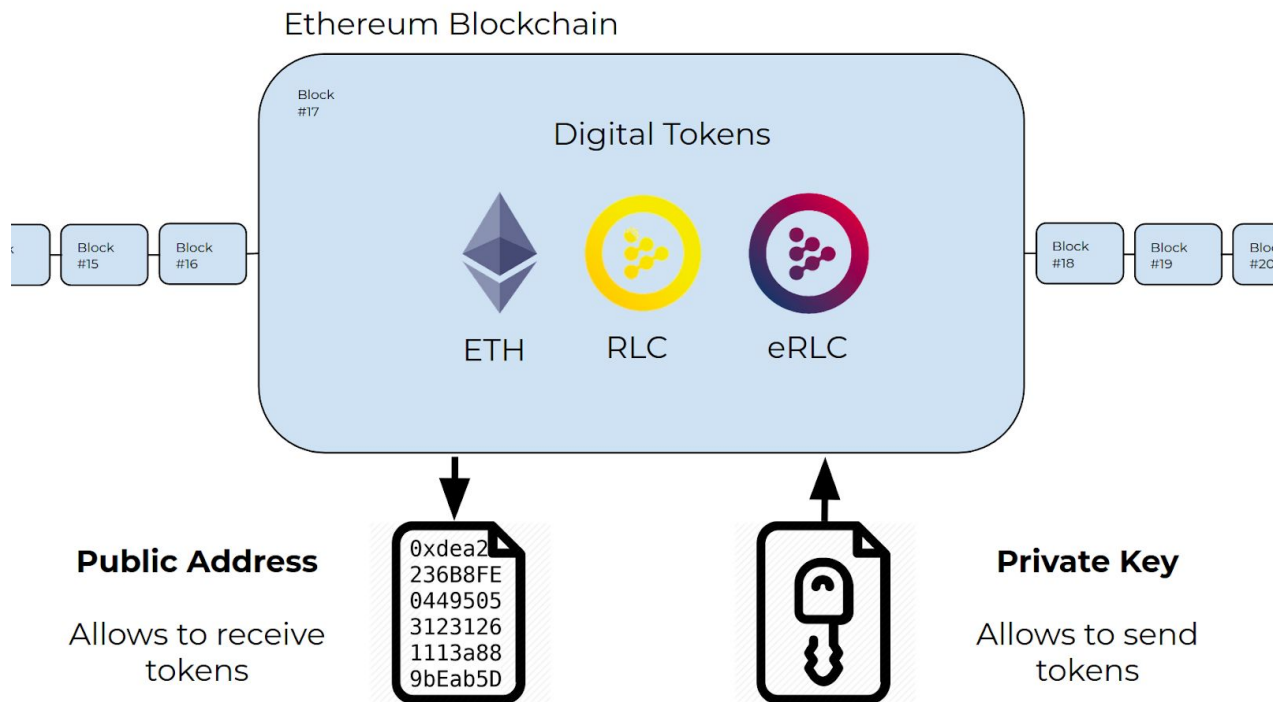 Ethereum Blockchain
Block
#17
Digital Tokens
ETH
RLC
eRLC
Block
#15
Block
#16
Block
#18
Block
#19
#20
Public Address
Allows to receive
tokens
0xdea2
236B8FE
0449505
3123126
1113a88
9bEab5D
Private Key
Allows to send
tokens